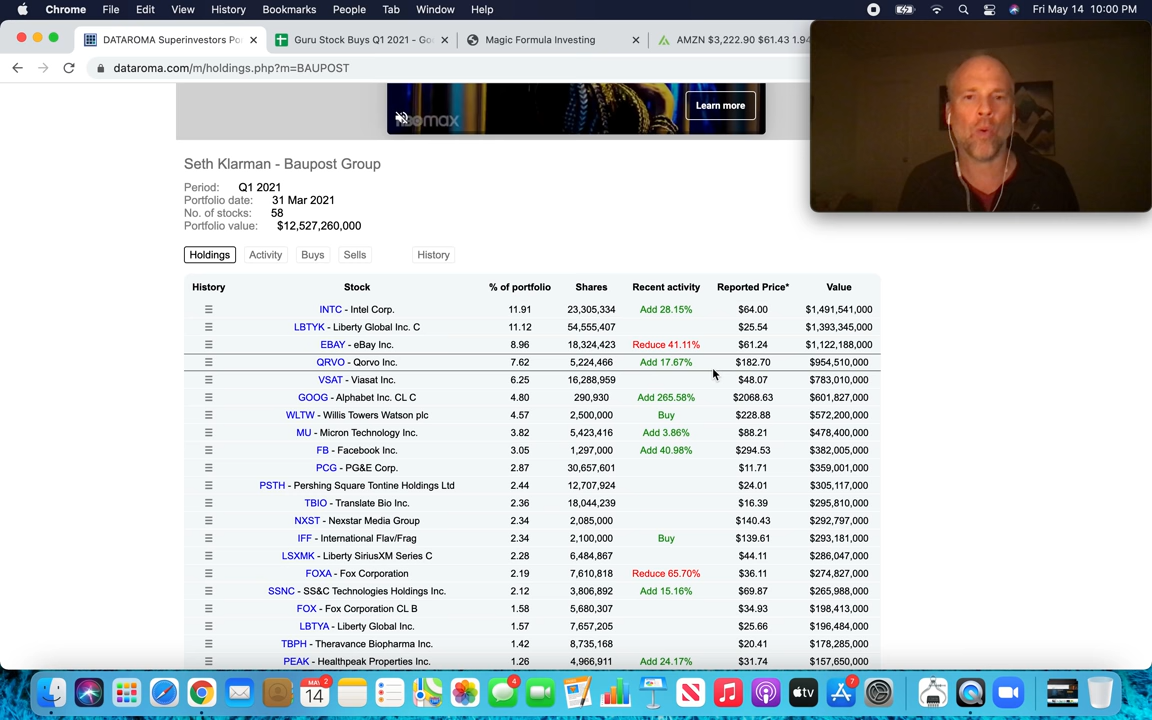 Chrome File Edit View History Bookmarks People Tab Window Help Fri May 14 10:00 PM
DATAROMA Superinvestors Po Guru Stock Buys Q1 2021 - Go Magic Formula Investing AMZN $3,222.90 $61.43 1.94
dataroma.com/m/holdings.php?m=BAUPOST
HBOmax Learn more
Seth Klarman - Baupost Group
Period: Q1 2021
Portfolio date: 31 Mar 2021
No. of stocks: 58
Portfolio value: $12,527,260,000
Holdings Activity Buys Sells History
History Stock % of portfolio Shares Recent activity Reported Price* Value
INTC - Intel Corp. 11.91 23,305,334 Add 28.15% $64.00 $1,491,541,000
LBTYK - Liberty Global Inc. C 11.12 54,555,407 $25.54 $1,393,345,000
EBAY - eBay Inc. 8.96 18,324,423 Reduce 41.11% $61.24 $1,122,188,000
QRVO - Qorvo Inc. 7.62 5,224,466 Add 17.67% $182.70 $954,510,000
VSAT - Viasat Inc. 6.25 16,288,959 $48.07 $783,010,000
GOOG - Alphabet Inc. CL C 4.80 290,930 Add 265.58% $2068.63 $601,827,000
WLTW - Willis Towers Watson plc 4.57 2,500,000 Buy $228.88 $572,200,000
MU - Micron Technology Inc. 3.82 5,423,416 Add 3.86% $88.21 $478,400,000
FB - Facebook Inc. 3.05 1,297,000 Add 40.98% $294.53 $382,005,000
PCG - PG&E Corp. 2.87 30,657,601 $11.71 $359,001,000
PSTH - Pershing Square Tontine Holdings Ltd 2.44 12,707,924 $24.01 $305,117,000
TBIO - Translate Bio Inc. 2.36 18,044,239 $16.39 $295,810,000
NXST - Nexstar Media Group 2.34 2,085,000 $140.43 $292,797,000
IFF - International Flav/Frag 2.34 2,100,000 Buy $139.61 $293,181,000
LSXMK - Liberty SiriusXM Series C 2.28 6,484,867 $44.11 $286,047,000
FOXA - Fox Corporation 2.19 7,610,818 Reduce 65.70% $36.11 $274,827,000
SSNC - SS&C Technologies Holdings Inc. 2.12 3,806,892 Add 15.16% $69.87 $265,988,000
FOX - Fox Corporation CL B 1.58 5,680,307 $34.93 $198,413,000
LBTYA - Liberty Global Inc. 1.57 7,657,205 $25.66 $196,484,000
TBPH - Theravance Biopharma Inc. 1.42 8,735,168 $20.41 $178,285,000
PEAK - Healthpeak Properties Inc. 1.26 4,966,911 Add 24.17% $31.74 $157,650,000
MAY 14 2 4 tv 7